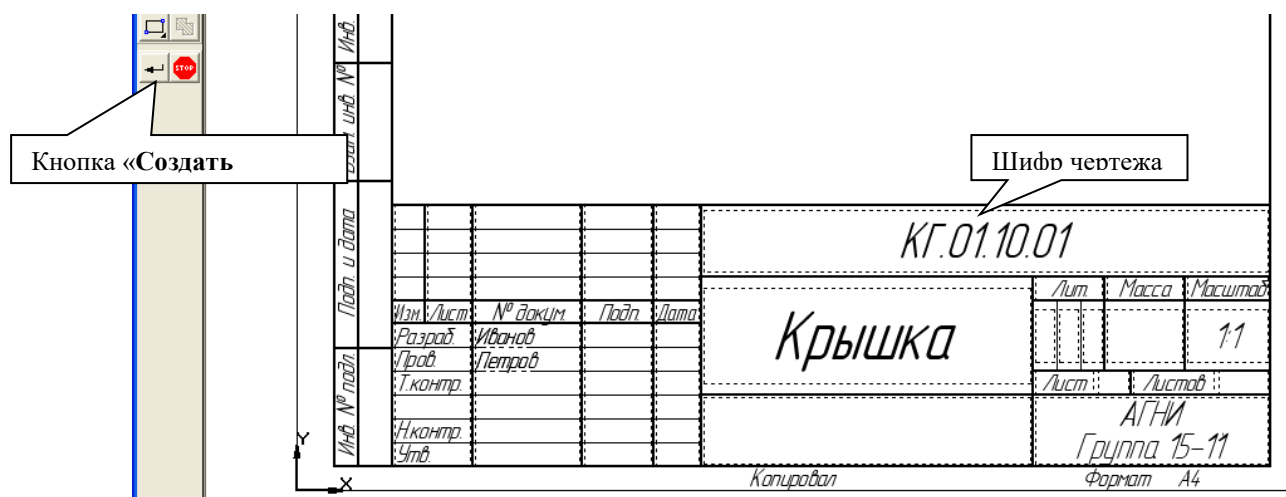 Инв.
STOP
Взам. инв. №
Кнопка «Создать
Шифр чертежа
Подп. и дата
КГ.01.10.01
Лит. Масса Масштаб
Изм. Лист № докум. Подп. Дата
Разраб. Иванов
Крышка
1:1
Пров. Петров
Т.контр.
Лист Листов
Инв. № подл.
АГНИ
Н.контр.
Группа 15-11
Утв.
Y
X
Копировал Формат А4